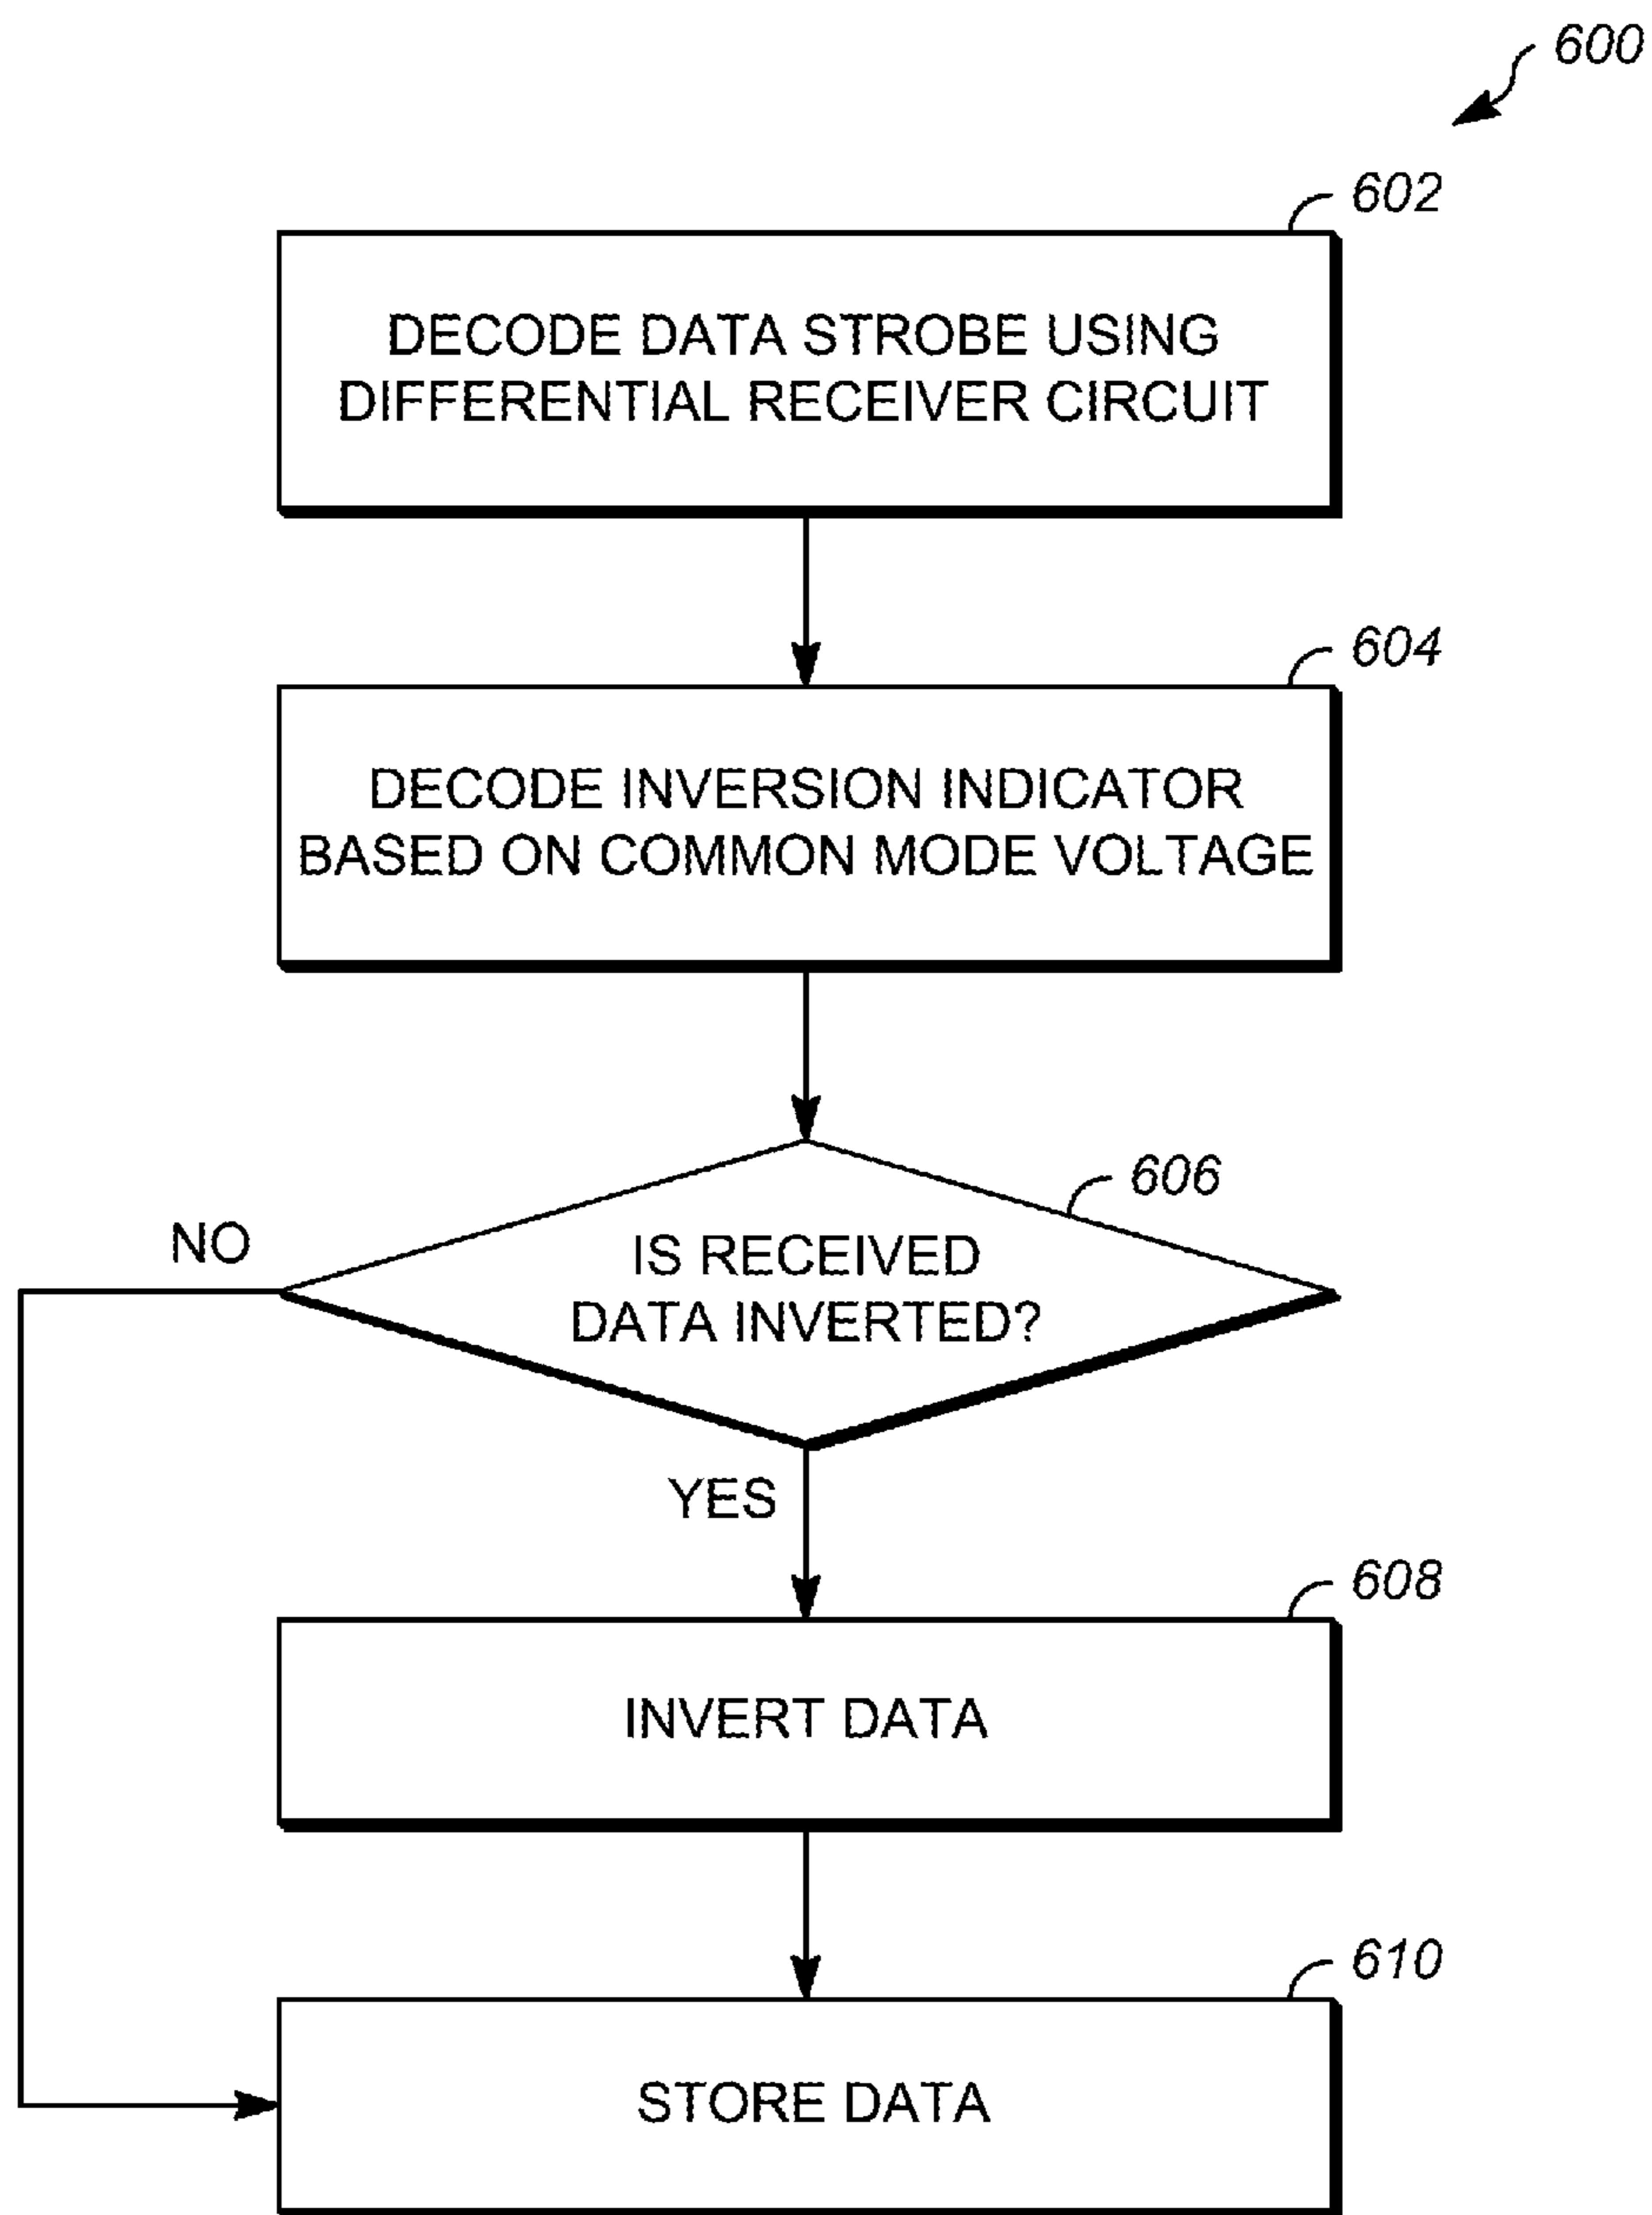 600
602
DECODE DATA STROBE USING
DIFFERENTIAL RECEIVER CIRCUIT
604
DECODE INVERSION INDICATOR
BASED ON COMMON MODE VOLTAGE
606
NO
IS RECEIVED
DATA INVERTED?
YES
608
INVERT DATA
610
STORE DATA